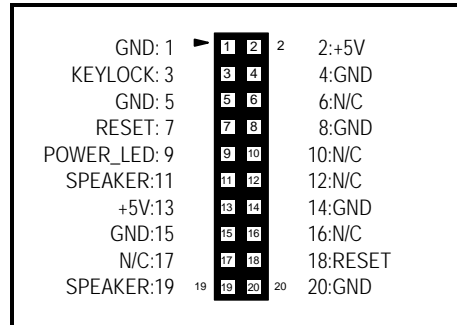 GND: 1 1 2 2 2:+5V
KEYLOCK: 3 3 4 4:GND
GND: 5 5 6 6:N/C
RESET: 7 7 8 8:GND
POWER_LED: 9 9 10 10:N/C
SPEAKER:11 11 12 12:N/C
+5V:13 13 14 14:GND
GND:15 15 16 16:N/C
N/C:17 17 18 18:RESET
SPEAKER:19 19 19 20 20 20:GND